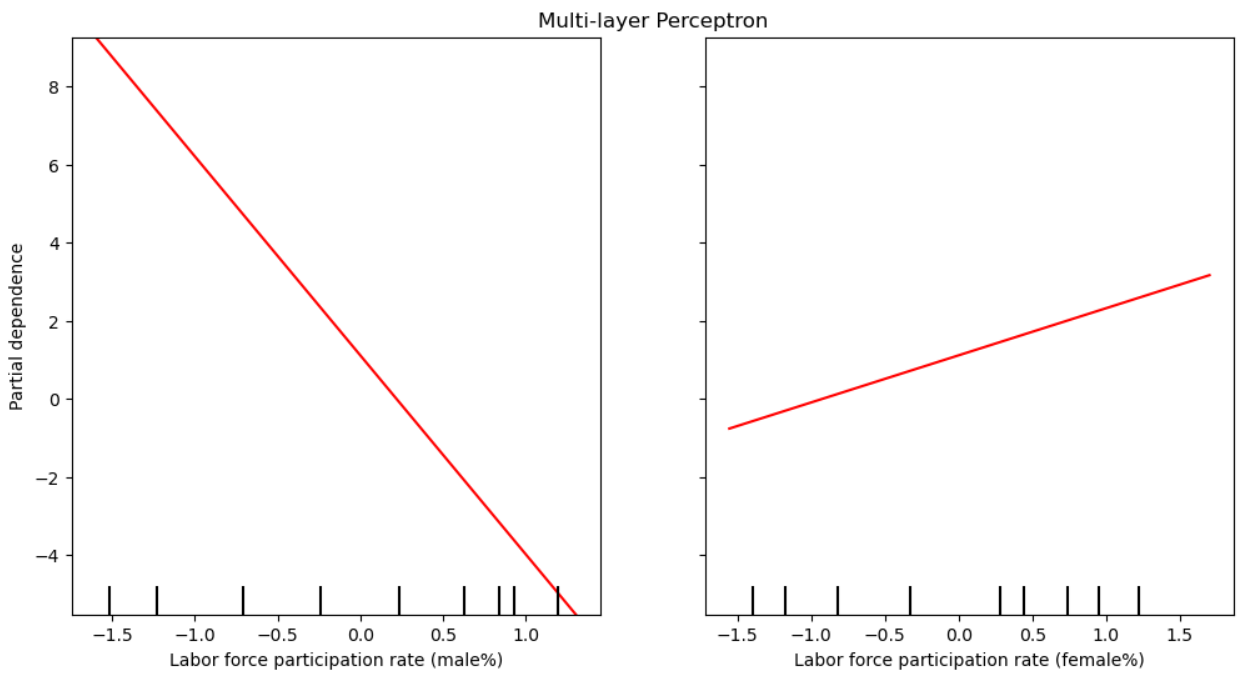 Multi-layer Perceptron
Partial dependence
8
6
4
2
0
−2
−4
−1.5 −1.0 −0.5 0.0 0.5 1.0
Labor force participation rate (male%)
−1.5 −1.0 −0.5 0.0 0.5 1.0 1.5
Labor force participation rate (female%)